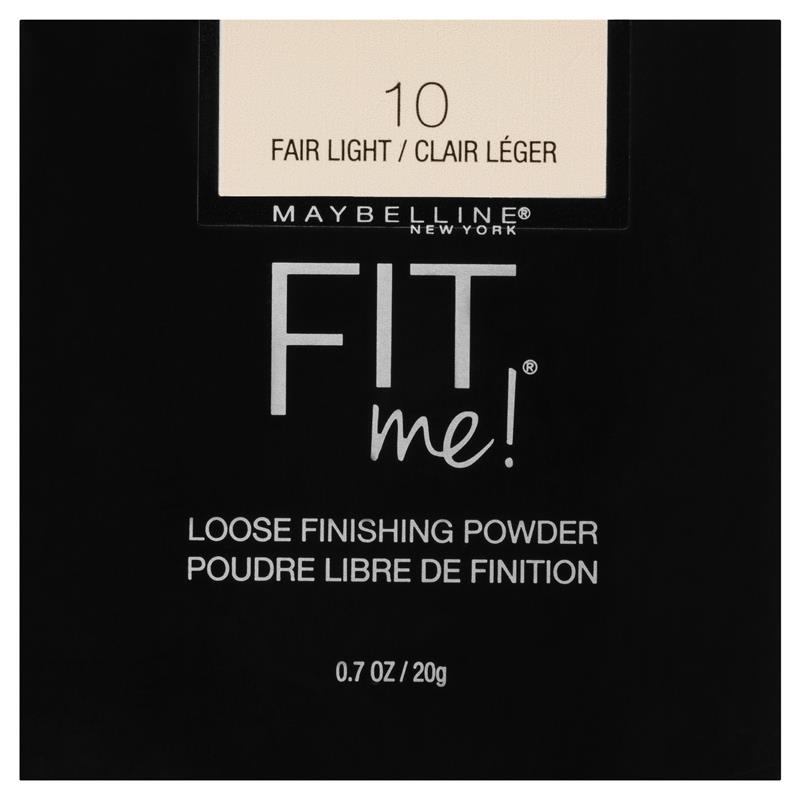 10
FAIR LIGHT / CLAIR LÉGER
MAYBELLINE®
NEW YORK
FIT
me!®
LOOSE FINISHING POWDER
POUDRE LIBRE DE FINITION
0.7 OZ / 20g